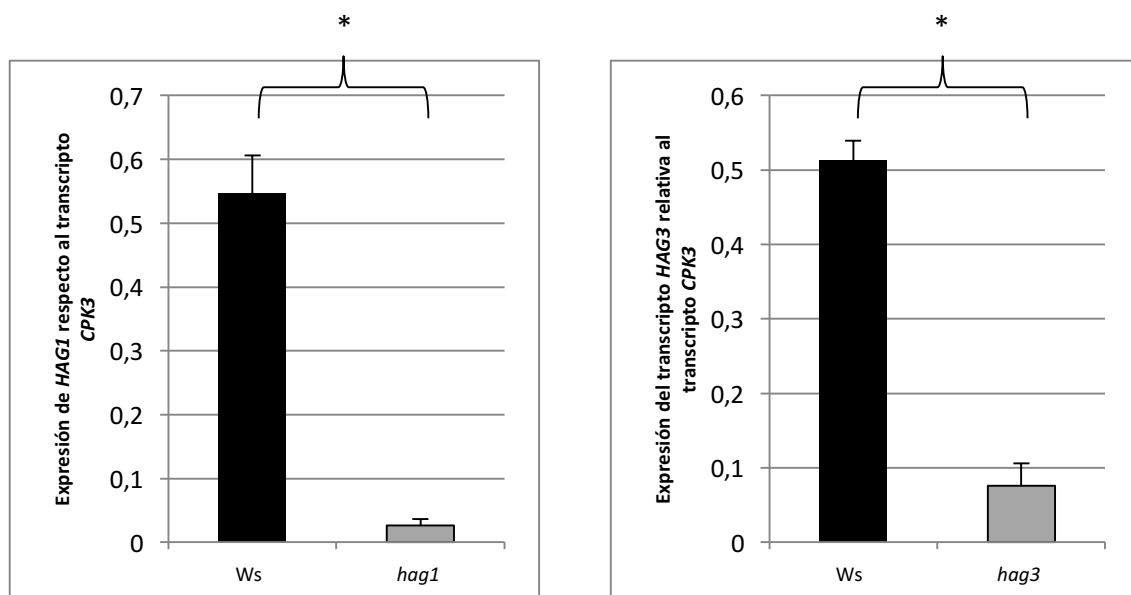 *
Expresión de HAG1 respecto al transcripto
CPK3
0,7
0,6
0,5
0,4
0,3
0,2
0,1
0
Ws
hag1
*
Expresión del transcripto HAG3 relativa al
transcripto CPK3
0,6
0,5
0,4
0,3
0,2
0,1
0
Ws
hag3